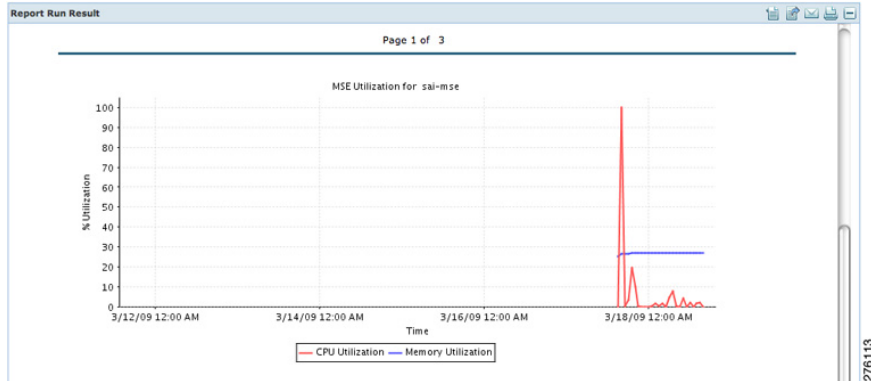 Report Run Result
Page 1 of 3
MSE Utilization for sai-mse
100
90
80
70
60
50
40
30
20
10
0
% Utilization
3/12/09 12:00 AM
3/14/09 12:00 AM
3/16/09 12:00 AM
3/18/09 12:00 AM
Time
CPU Utilization
Memory Utilization
276113